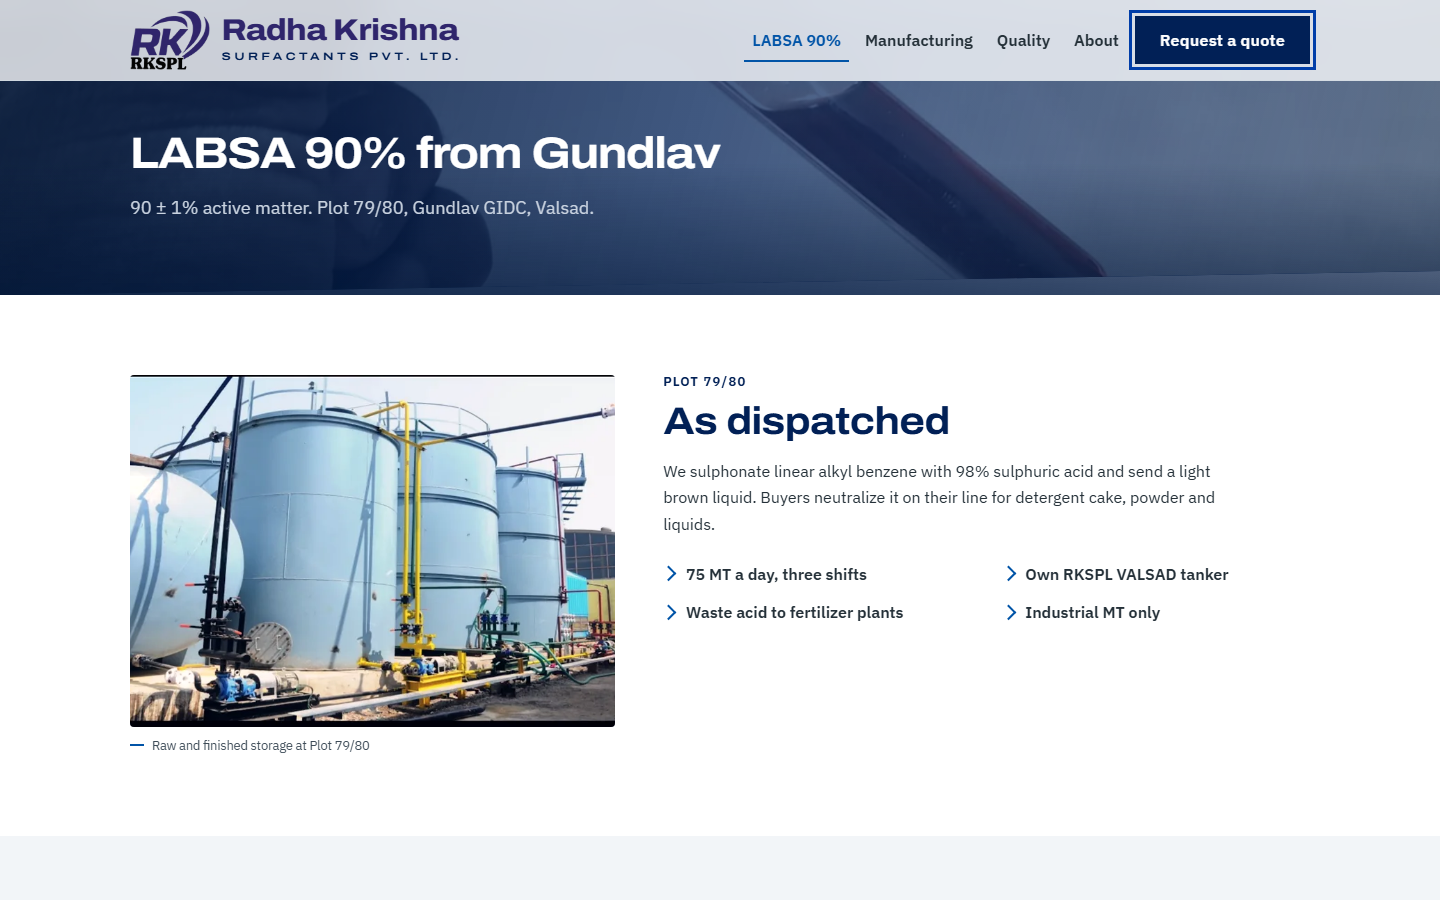 RK
RKSPL
Radha Krishna
SURFACTANTS PVT. LTD.
LABSA 90%
Manufacturing
Quality
About
Request a quote
LABSA 90% from Gundlav
90 ± 1% active matter. Plot 79/80, Gundlav GIDC, Valsad.
PLOT 79/80
As dispatched
We sulphonate linear alkyl benzene with 98% sulphuric acid and send a light
brown liquid. Buyers neutralize it on their line for detergent cake, powder and
liquids.
75 MT a day, three shifts
Own RKSPL VALSAD tanker
Waste acid to fertilizer plants
Industrial MT only
Raw and finished storage at Plot 79/80